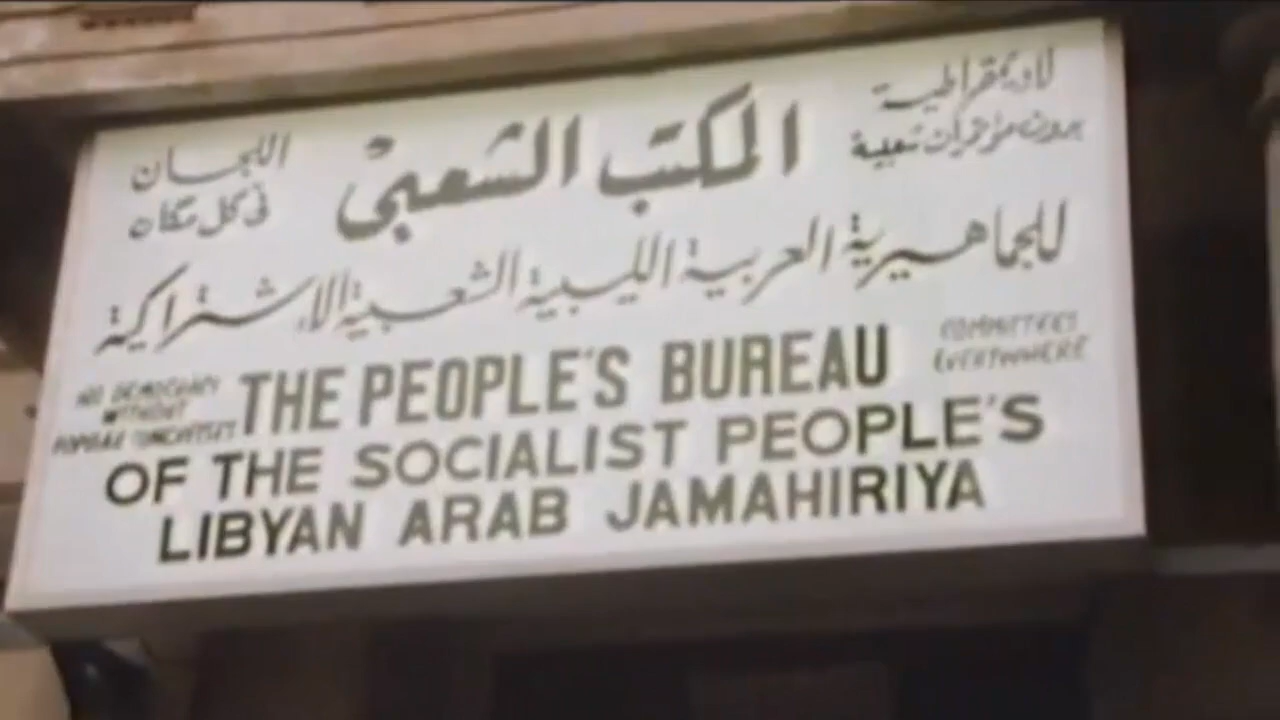 لا ديمقراطية
بدون مؤتمرات شعبية
المكتب الشعبي
اللجان
في كل مكان
للجماهيرية العربية الليبية الشعبية الاشتراكية
NO DEMOCRACY
WITHOUT
POPULAR CONGRESSES
THE PEOPLE'S BUREAU
COMMITTEES
EVERYWHERE
OF THE SOCIALIST PEOPLE'S
LIBYAN ARAB JAMAHIRIYA